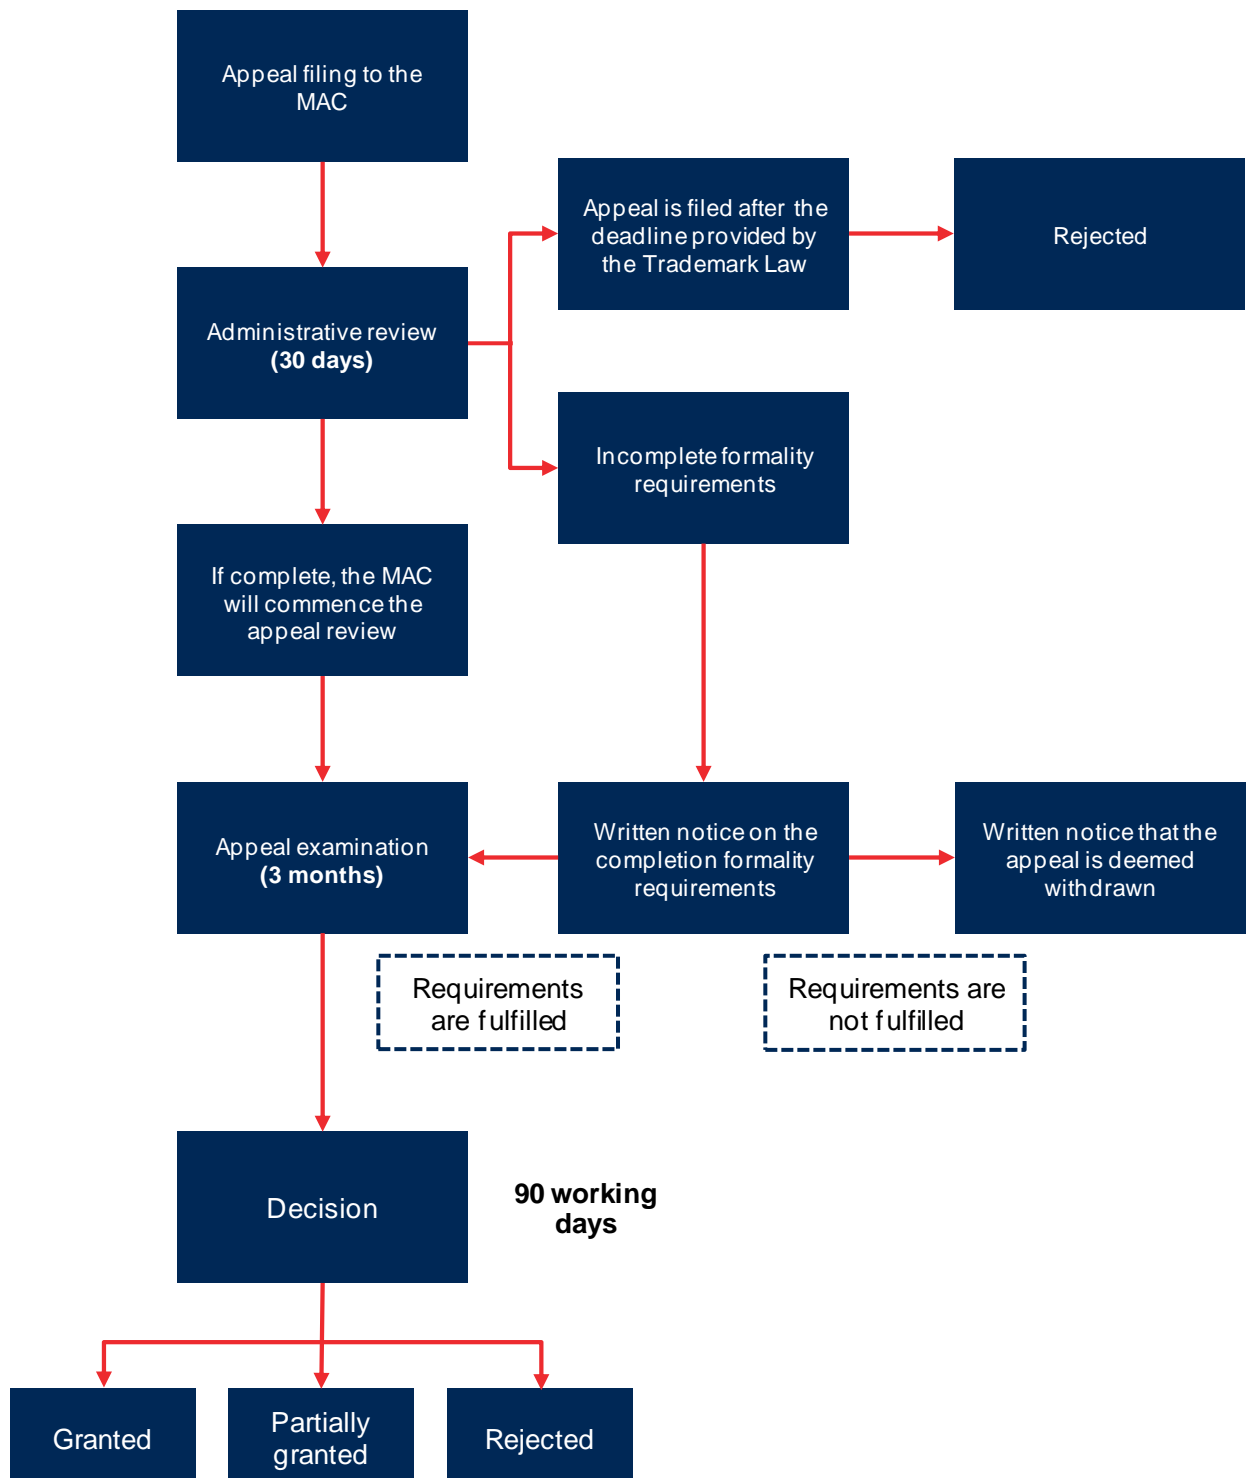 Appeal filing to the
MAC
Appeal is filed after the
deadline provided by
the Trademark Law
Rejected
Administrative review
(30 days)
Incomplete formality
requirements
If complete, the MAC
will commence the
appeal review
Appeal examination
(3 months)
Written notice on the
completion formality
requirements
Written notice that the
appeal is deemed
withdrawn
Requirements
are fulfilled
Requirements are
not fulfilled
Decision
90 working
days
Granted
Partially
granted
Rejected